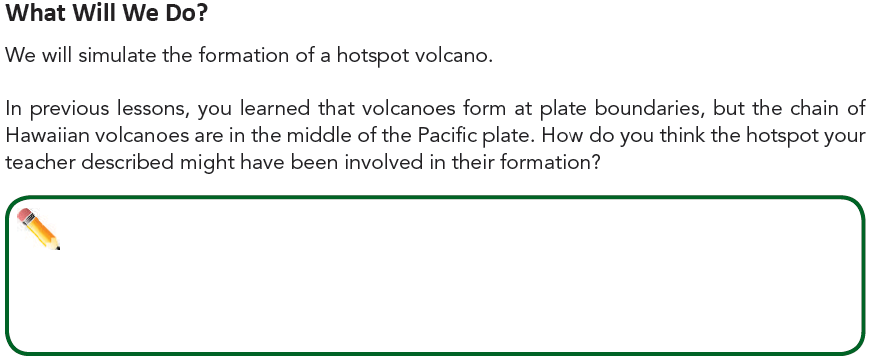 What Will We Do?
We will simulate the formation of a hotspot volcano.
In previous lessons, you learned that volcanoes form at plate boundaries, but the chain of
Hawaiian volcanoes are in the middle of the Pacific plate. How do you think the hotspot your
teacher described might have been involved in their formation?